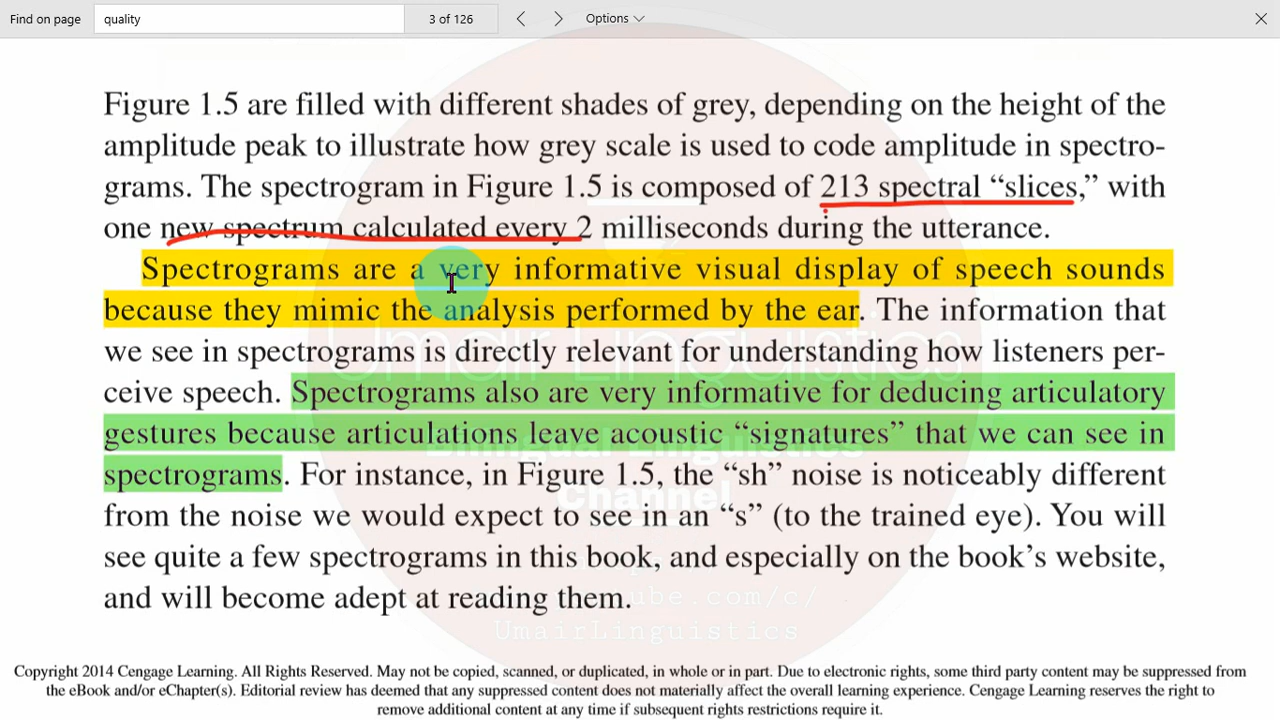 Find on page quality 3 of 126 Options
Figure 1.5 are filled with different shades of grey, depending on the height of the
amplitude peak to illustrate how grey scale is used to code amplitude in spectro-
grams. The spectrogram in Figure 1.5 is composed of 213 spectral “slices,” with
one new spectrum calculated every 2 milliseconds during the utterance.
Spectrograms are a very informative visual display of speech sounds
because they mimic the analysis performed by the ear. The information that
we see in spectrograms is directly relevant for understanding how listeners per-
ceive speech. Spectrograms also are very informative for deducing articulatory
gestures because articulations leave acoustic “signatures” that we can see in
spectrograms. For instance, in Figure 1.5, the “sh” noise is noticeably different
from the noise we would expect to see in an “s” (to the trained eye). You will
see quite a few spectrograms in this book, and especially on the book’s website,
and will become adept at reading them.
Umair Linguistics
Bilingual Linguistics
Channel
UmairLinguistics
Copyright 2014 Cengage Learning. All Rights Reserved. May not be copied, scanned, or duplicated, in whole or in part. Due to electronic rights, some third party content may be suppressed from
the eBook and/or eChapter(s). Editorial review has deemed that any suppressed content does not materially affect the overall learning experience. Cengage Learning reserves the right to
remove additional content at any time if subsequent rights restrictions require it.